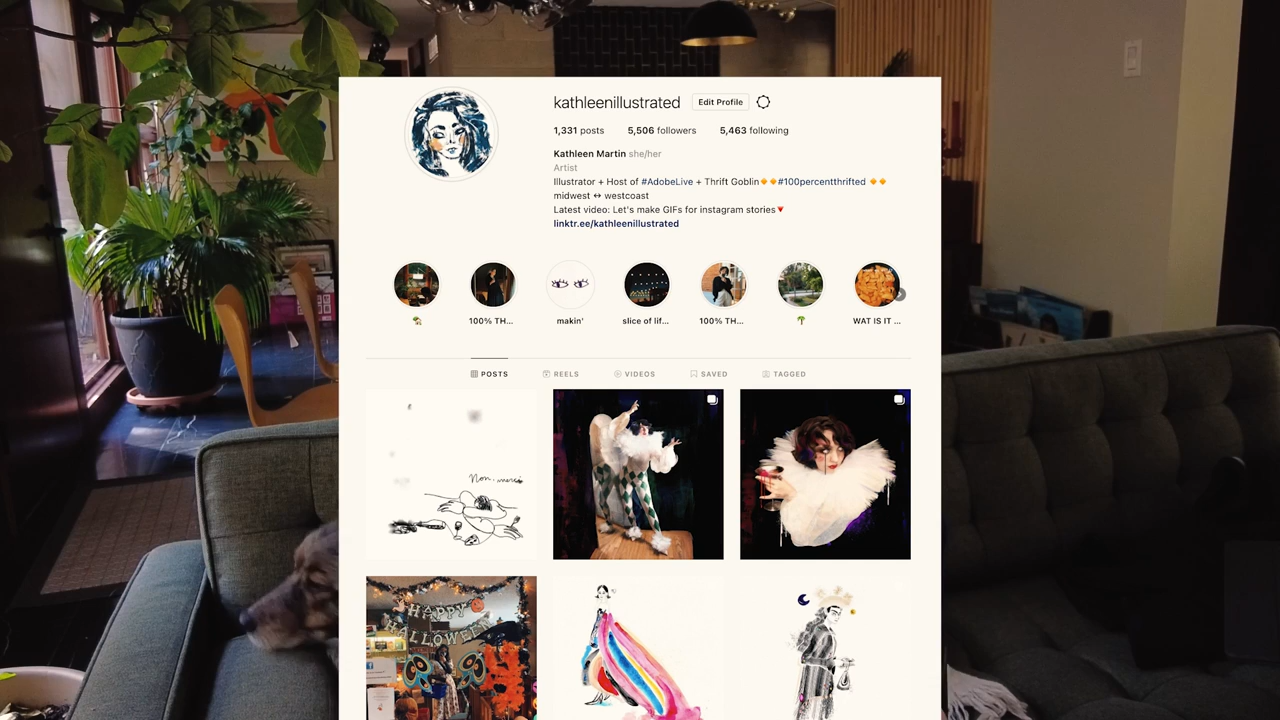 kathleenillustrated Edit Profile
1,331 posts 5,506 followers 5,463 following
Kathleen Martin she/her
Artist
Illustrator + Host of #AdobeLive + Thrift Goblin🔸🔸#100percentthrifted 🔸🔸
midwest ↔ westcoast
Latest video: Let's make GIFs for instagram stories🔻
linktr.ee/kathleenillustrated
100% TH... makin' slice of lif... 100% TH... 🌴 WAT IS IT ...
POSTS REELS VIDEOS SAVED TAGGED
Non, merci
HAPPY
HALLOWEEN